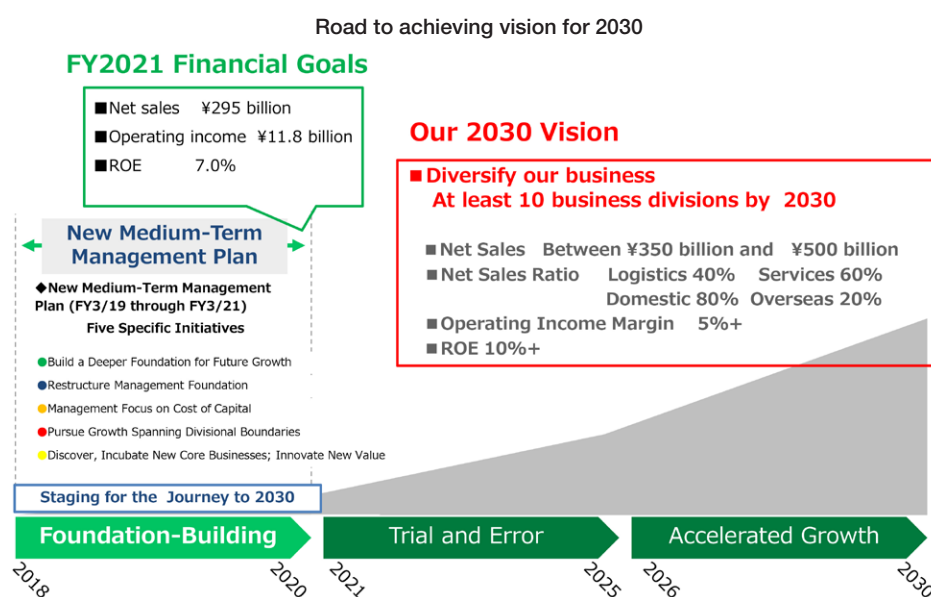 Road to achieving vision for 2030
FY2021 Financial Goals
■Net sales ¥295 billion
■Operating income ¥11.8 billion
■ROE 7.0%
New Medium-Term
Management Plan
◆New Medium-Term Management
Plan (FY3/19 through FY3/21)
Five Specific Initiatives
●Build a Deeper Foundation for Future Growth
●Restructure Management Foundation
●Management Focus on Cost of Capital
●Pursue Growth Spanning Divisional Boundaries
●Discover, Incubate New Core Businesses; Innovate New Value
Staging for the Journey to 2030
Our 2030 Vision
■Diversify our business
At least 10 business divisions by 2030
■Net Sales Between ¥350 billion and ¥500 billion
■Net Sales Ratio Logistics 40% Services 60%
Domestic 80% Overseas 20%
■Operating Income Margin 5%+
■ROE 10%+
Foundation-Building
Trial and Error
Accelerated Growth
2018
2020
2021
2025
2026
2030